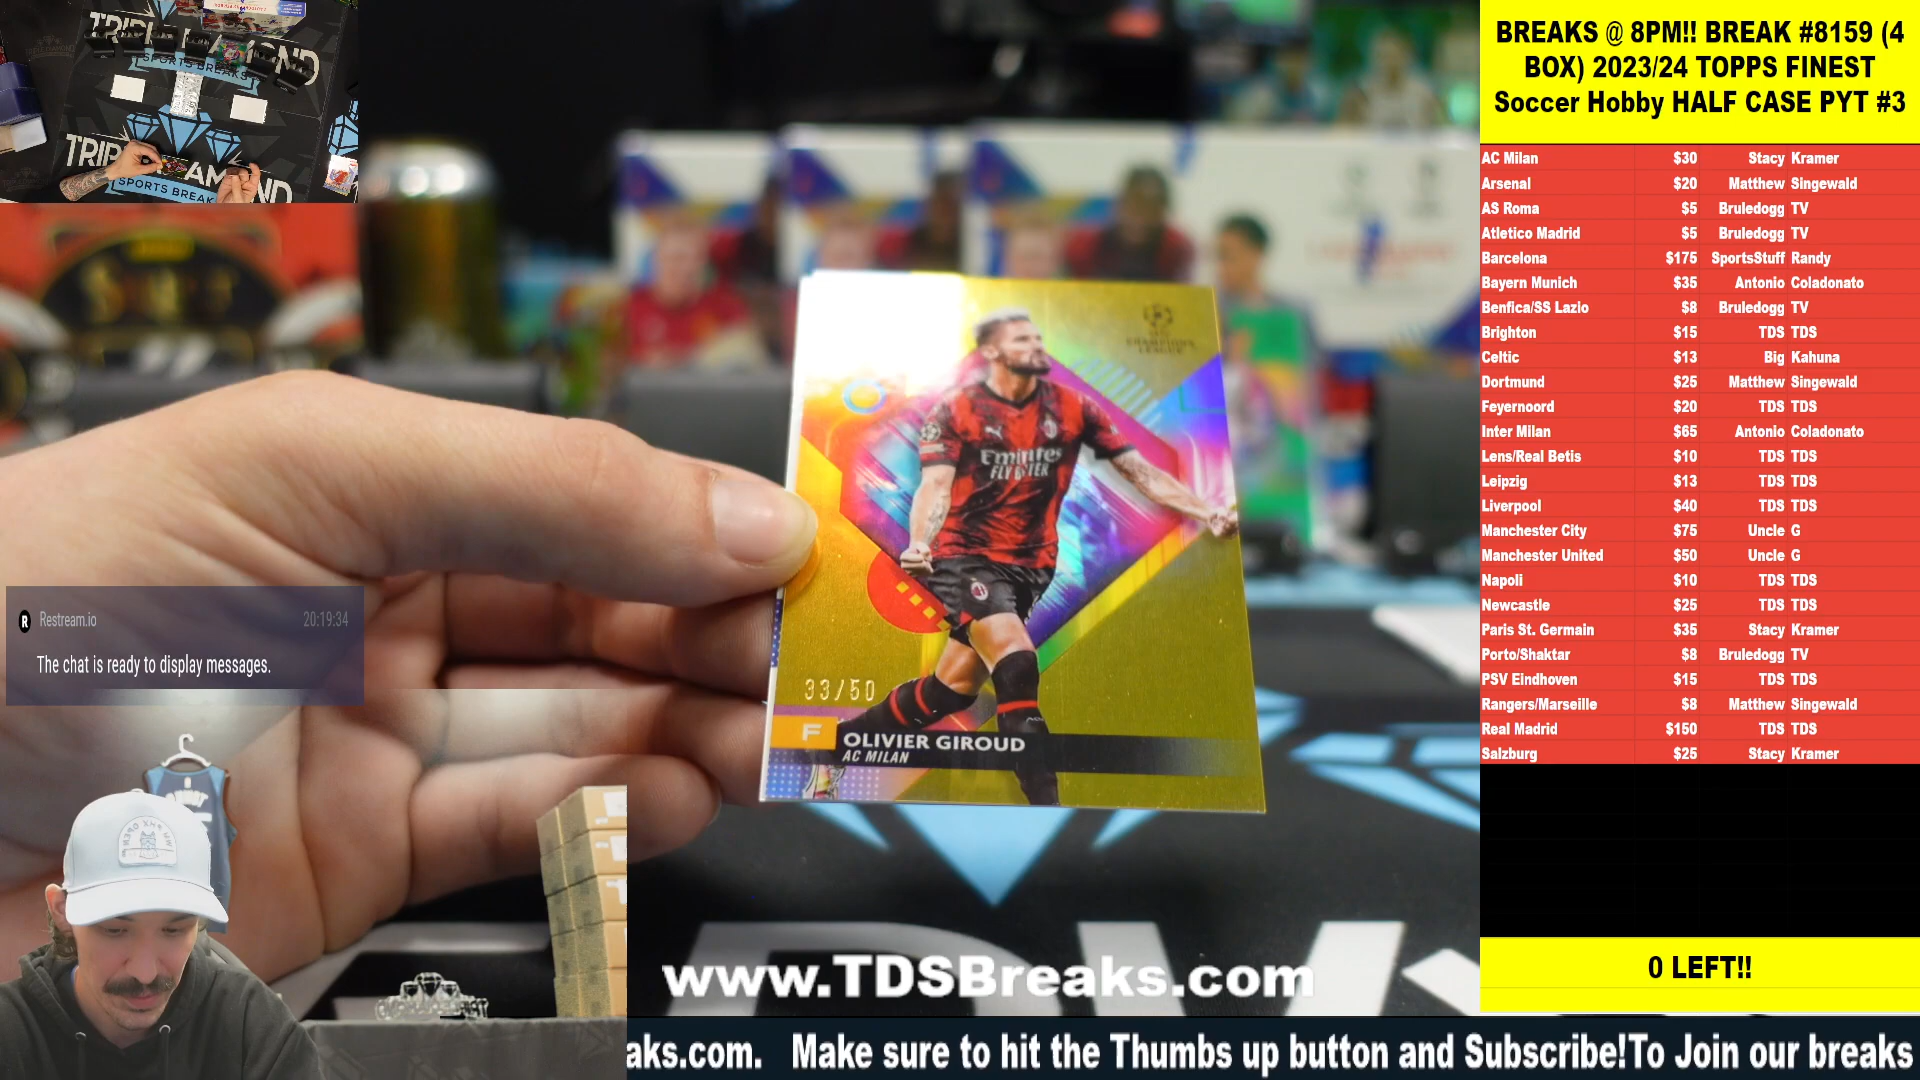 TRIPLE DIAMOND
SPORTS BREAKS
SPORTS BREAK
BREAKS @ 8PM!! BREAK #8159 (4
BOX) 2023/24 TOPPS FINEST
Soccer Hobby HALF CASE PYT #3
AC Milan $30 Stacy Kramer
Arsenal $20 Matthew Singewald
AS Roma $5 Bruledogg TV
Atletico Madrid $5 Bruledogg TV
Barcelona $175 SportsStuff Randy
Bayern Munich $35 Antonio Coladonato
Benfica/SS Lazio $8 Bruledogg TV
Brighton $15 TDS TDS
Celtic $13 Big Kahuna
Dortmund $25 Matthew Singewald
Feyernoord $20 TDS TDS
Inter Milan $65 Antonio Coladonato
Lens/Real Betis $10 TDS TDS
Leipzig $13 TDS TDS
Liverpool $40 TDS TDS
Manchester City $75 Uncle G
Manchester United $50 Uncle G
Napoli $10 TDS TDS
Newcastle $25 TDS TDS
Paris St. Germain $35 Stacy Kramer
Porto/Shaktar $8 Bruledogg TV
PSV Eindhoven $15 TDS TDS
Rangers/Marseille $8 Matthew Singewald
Real Madrid $150 TDS TDS
Salzburg $25 Stacy Kramer
0 LEFT!!
CHAMPIONS
LEAGUE
Emirates
FLY BETTER
33/50
F OLIVIER GIROUD
AC MILAN
R Restream.io 20:19:34
The chat is ready to display messages.
www.TDSBreaks.com
aks.com. Make sure to hit the Thumbs up button and Subscribe!To Join our breaks